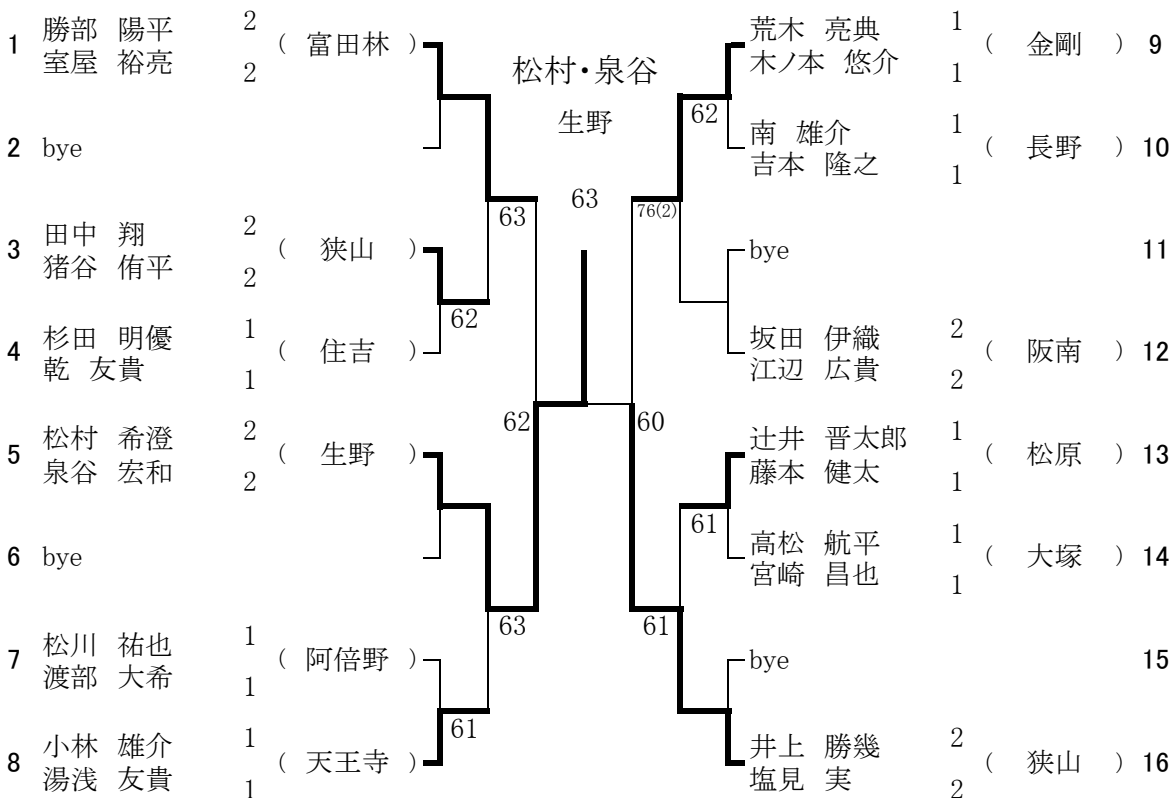 1 勝部 陽平 2 ( 富田林 )
室屋 裕亮 2
2 bye
3 田中 翔 2 ( 狭山 )
猪谷 侑平 2
4 杉田 明優 1 ( 住吉 )
乾 友貴 1
5 松村 希澄 2 ( 生野 )
泉谷 宏和 2
6 bye
7 松川 祐也 1 ( 阿倍野 )
渡部 大希 1
8 小林 雄介 1 ( 天王寺 )
湯浅 友貴 1
63
62
62
63
61
松村・泉谷
生野
63
62
76(2)
60
61
61
荒木 亮典 1 ( 金剛 ) 9
木ノ本 悠介 1
南 雄介 1 ( 長野 ) 10
吉本 隆之 1
bye 11
坂田 伊織 2 ( 阪南 ) 12
江辺 広貴 2
辻井 晋太郎 1 ( 松原 ) 13
藤本 健太 1
高松 航平 1 ( 大塚 ) 14
宮崎 昌也 1
bye 15
井上 勝幾 2 ( 狭山 ) 16
塩見 実 2